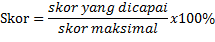 Skor = skor yang dicapai / skor maksimal x100%